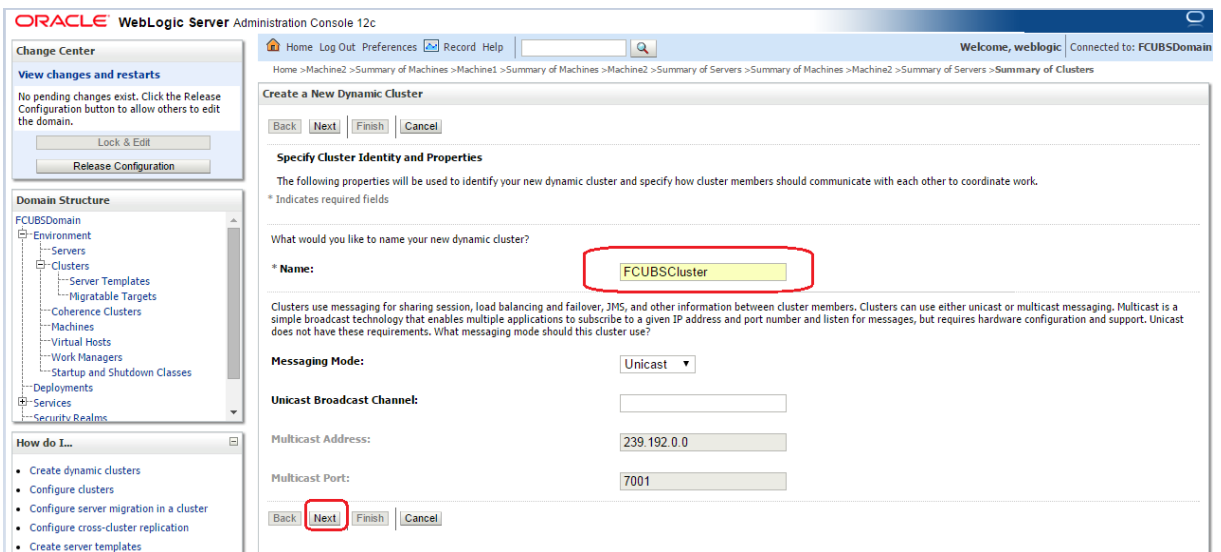 ORACLE WebLogic Server Administration Console 12c
Change Center
View changes and restarts
No pending changes exist. Click the Release
Configuration button to allow others to edit
the domain.
Lock & Edit
Release Configuration
Domain Structure
FCUBSDomain
Environment
Servers
Clusters
Server Templates
Migratable Targets
Coherence Clusters
Machines
Virtual Hosts
Work Managers
Startup and Shutdown Classes
Deployments
Services
Security Realms
How do I...
Create dynamic clusters
Configure clusters
Configure server migration in a cluster
Configure cross-cluster replication
Create server templates
Home Log Out Preferences Record Help
Welcome, weblogic Connected to: FCUBSDomain
Home >Machine2 >Summary of Machines >Machine1 >Summary of Machines >Machine2 >Summary of Servers >Summary of Machines >Machine2 >Summary of Servers >Summary of Clusters
Create a New Dynamic Cluster
Back Next Finish Cancel
Specify Cluster Identity and Properties
The following properties will be used to identify your new dynamic cluster and specify how cluster members should communicate with each other to coordinate work.
* Indicates required fields
What would you like to name your new dynamic cluster?
* Name: FCUBSCluster
Clusters use messaging for sharing session, load balancing and failover, JMS, and other information between cluster members. Clusters can use either unicast or multicast messaging. Multicast is a
simple broadcast technology that enables multiple applications to subscribe to a given IP address and port number and listen for messages, but requires hardware configuration and support. Unicast
does not have these requirements. What messaging mode should this cluster use?
Messaging Mode: Unicast
Unicast Broadcast Channel:
Multicast Address: 239.192.0.0
Multicast Port: 7001
Back Next Finish Cancel